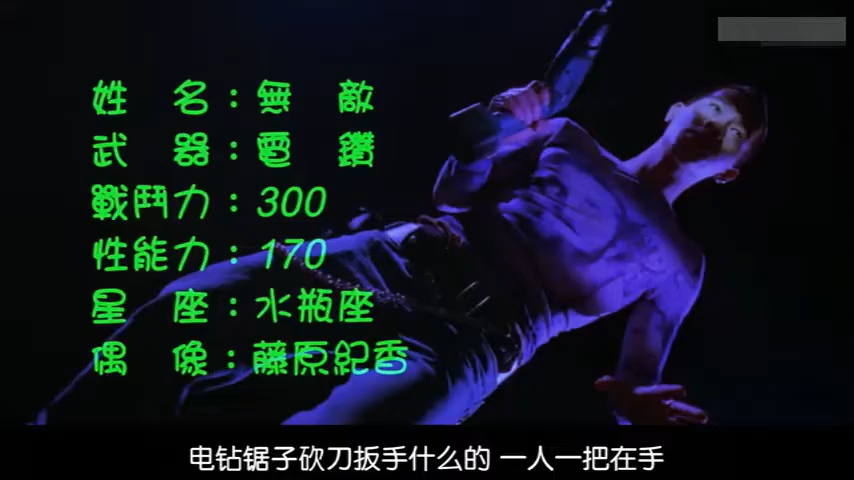 姓　名：無　敵
武　器：電　鑽
戰鬥力：300
性能力：170
星　座：水瓶座
偶　像：藤原紀香
电钻锯子砍刀扳手什么的 一人一把在手